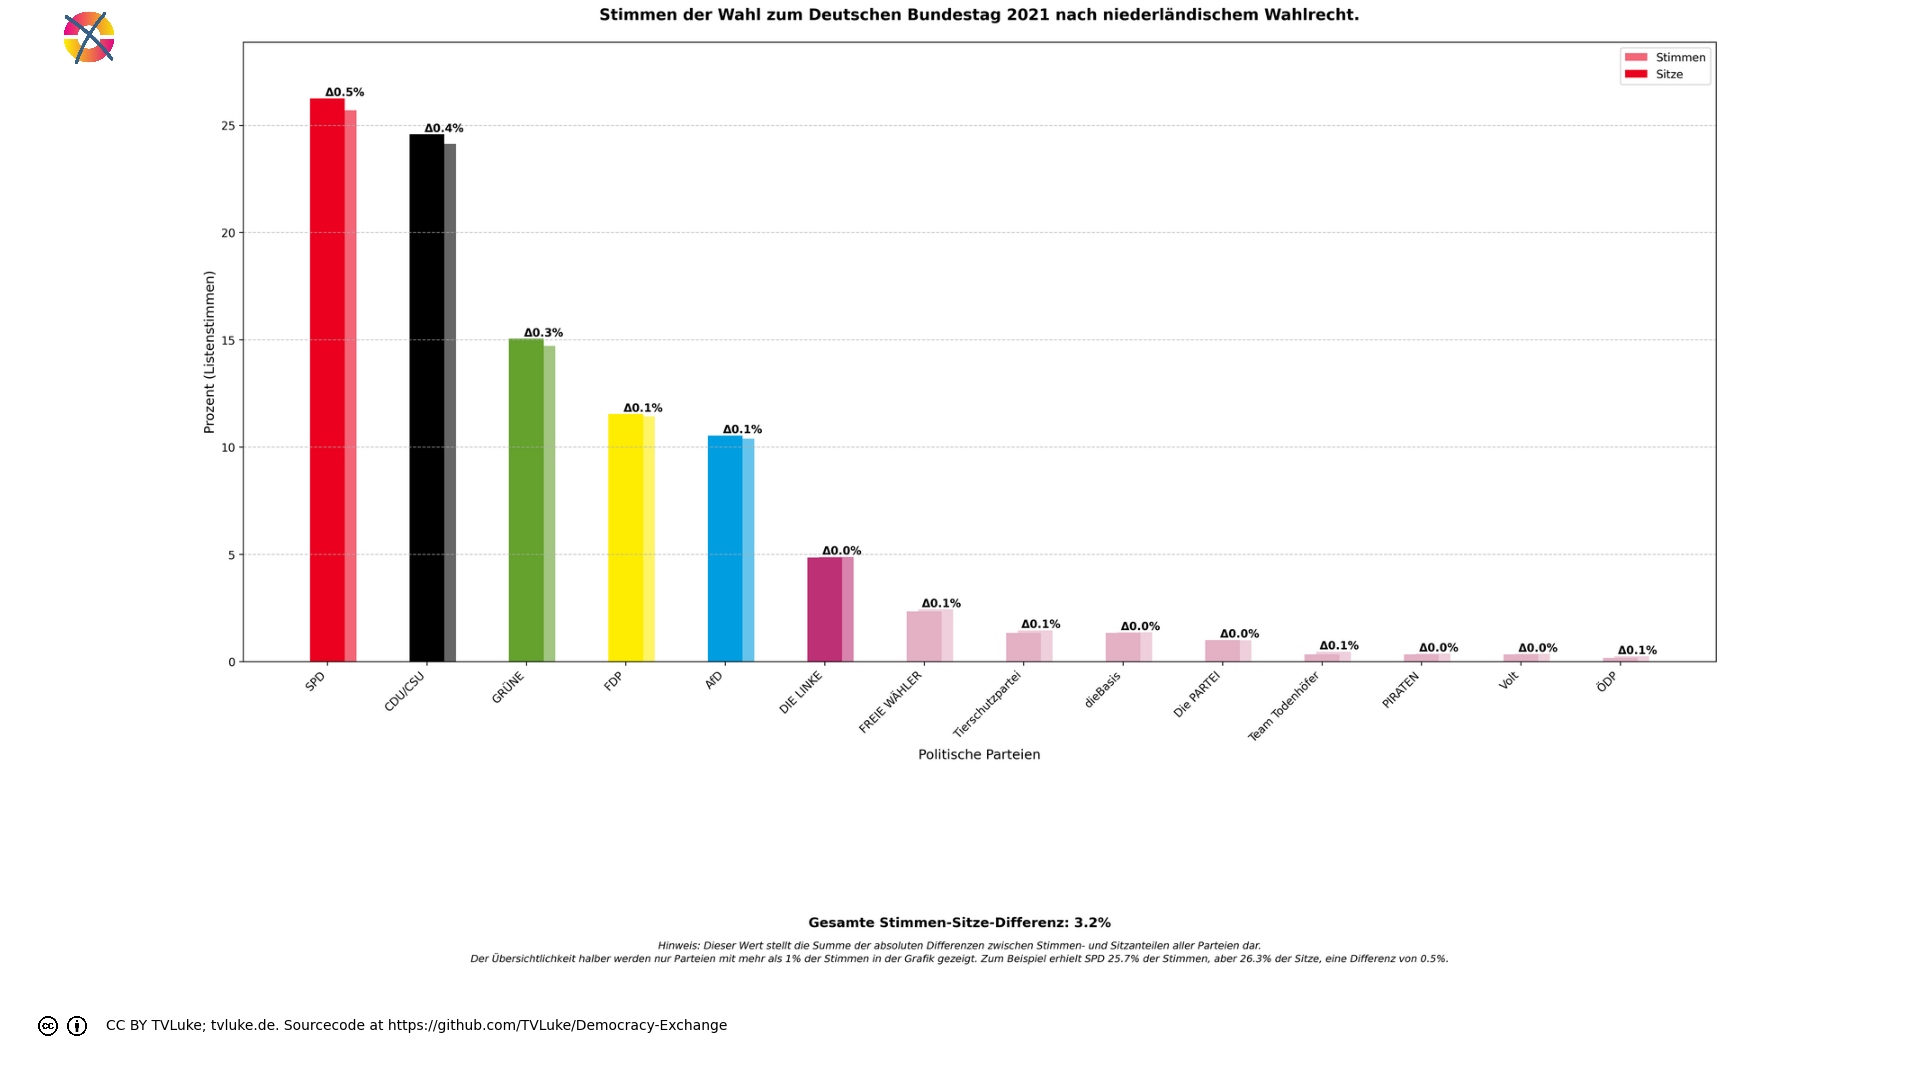 Stimmen der Wahl zum Deutschen Bundestag 2021 nach niederländischem Wahlrecht.
Stimmen
Sitze
Prozent (Listenstimmen)
25
20
15
10
5
0
Δ0.5%
Δ0.4%
Δ0.3%
Δ0.1%
Δ0.1%
Δ0.0%
Δ0.1%
Δ0.1%
Δ0.0%
Δ0.0%
Δ0.1%
Δ0.0%
Δ0.0%
Δ0.1%
SPD
CDU/CSU
GRÜNE
FDP
AfD
DIE LINKE
FREIE WÄHLER
Tierschutzpartei
dieBasis
Die PARTEI
Team Todenhöfer
PIRATEN
Volt
ÖDP
Politische Parteien
Gesamte Stimmen-Sitze-Differenz: 3.2%
Hinweis: Dieser Wert stellt die Summe der absoluten Differenzen zwischen Stimmen- und Sitzanteilen aller Parteien dar.
Der Übersichtlichkeit halber werden nur Parteien mit mehr als 1% der Stimmen in der Grafik gezeigt. Zum Beispiel erhielt SPD 25.7% der Stimmen, aber 26.3% der Sitze, eine Differenz von 0.5%.
cc CC BY TVLuke; tvluke.de. Sourcecode at https://github.com/TVLuke/Democracy-Exchange